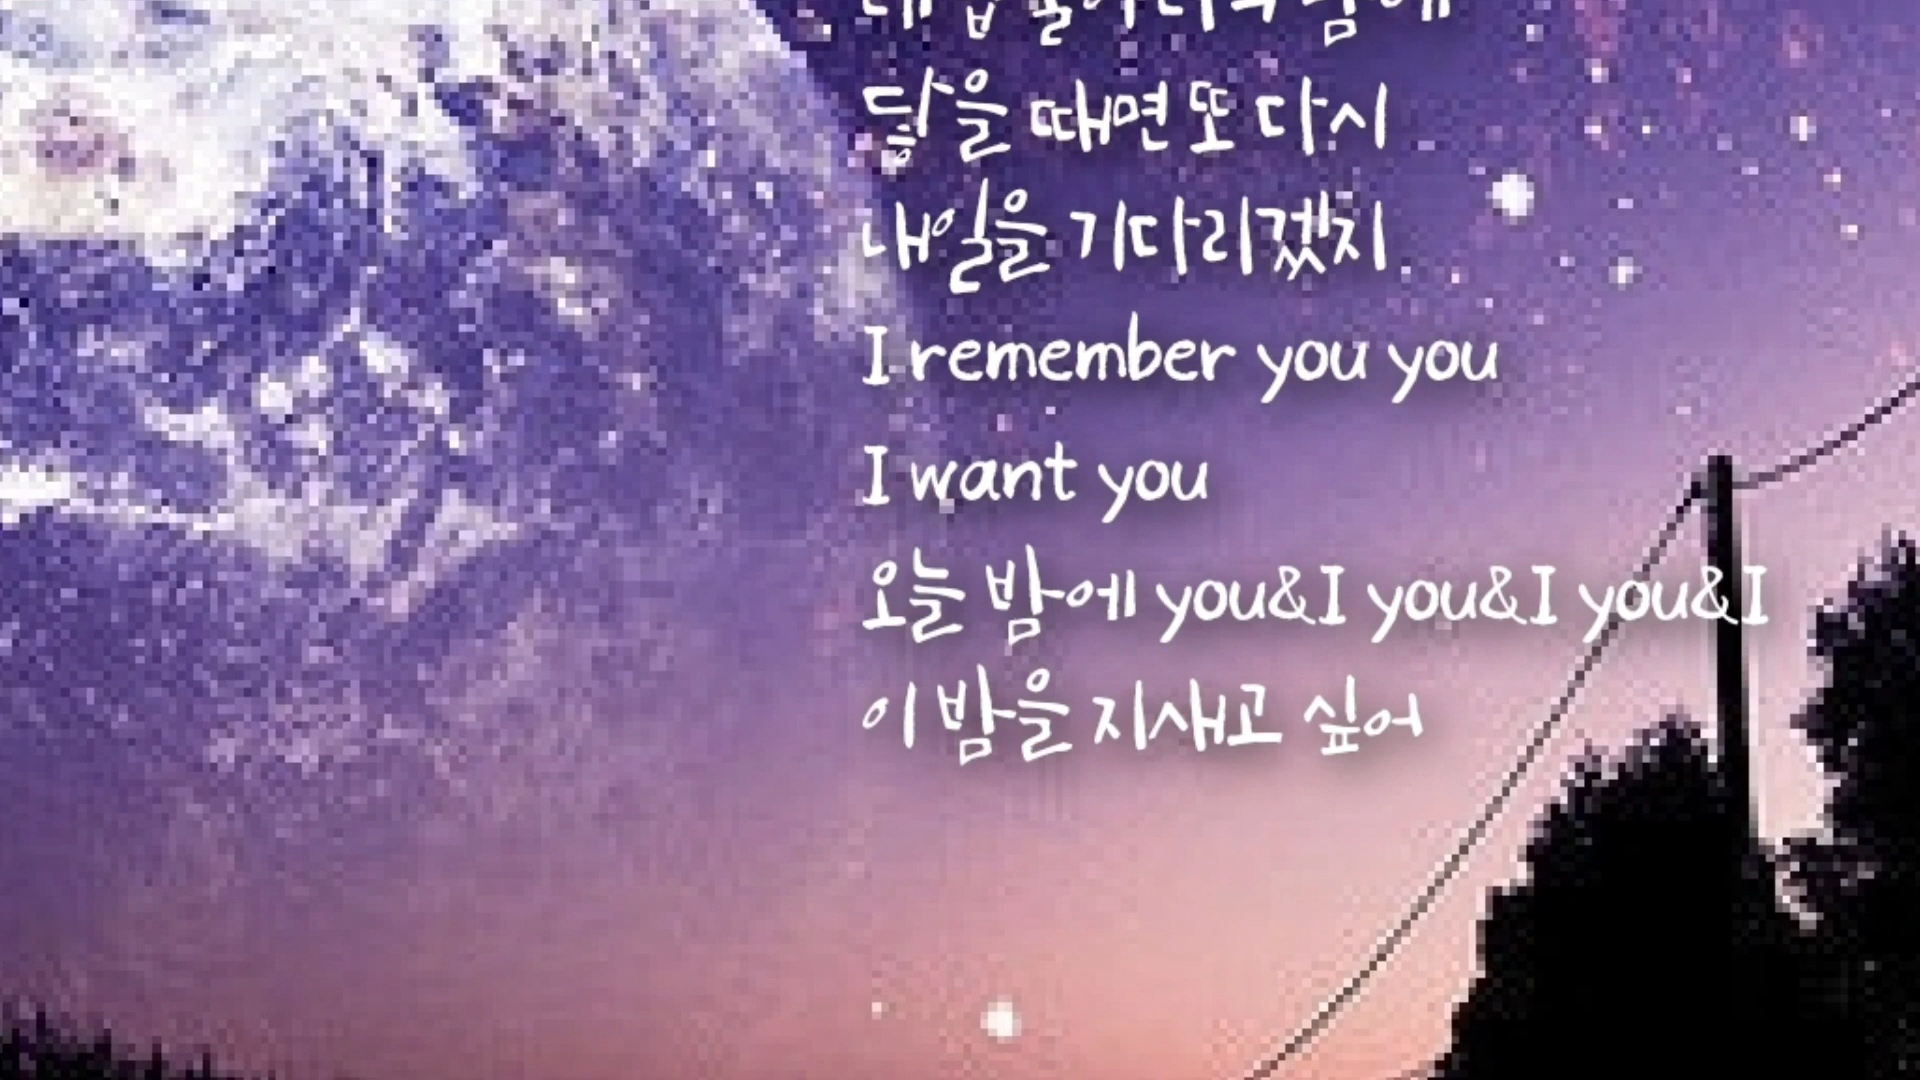 닿을 때면 또 다시
내일을 기다리겠지
I remember you you
I want you
오늘 밤에 you&I you&I you&I
이 밤을 지새고 싶어